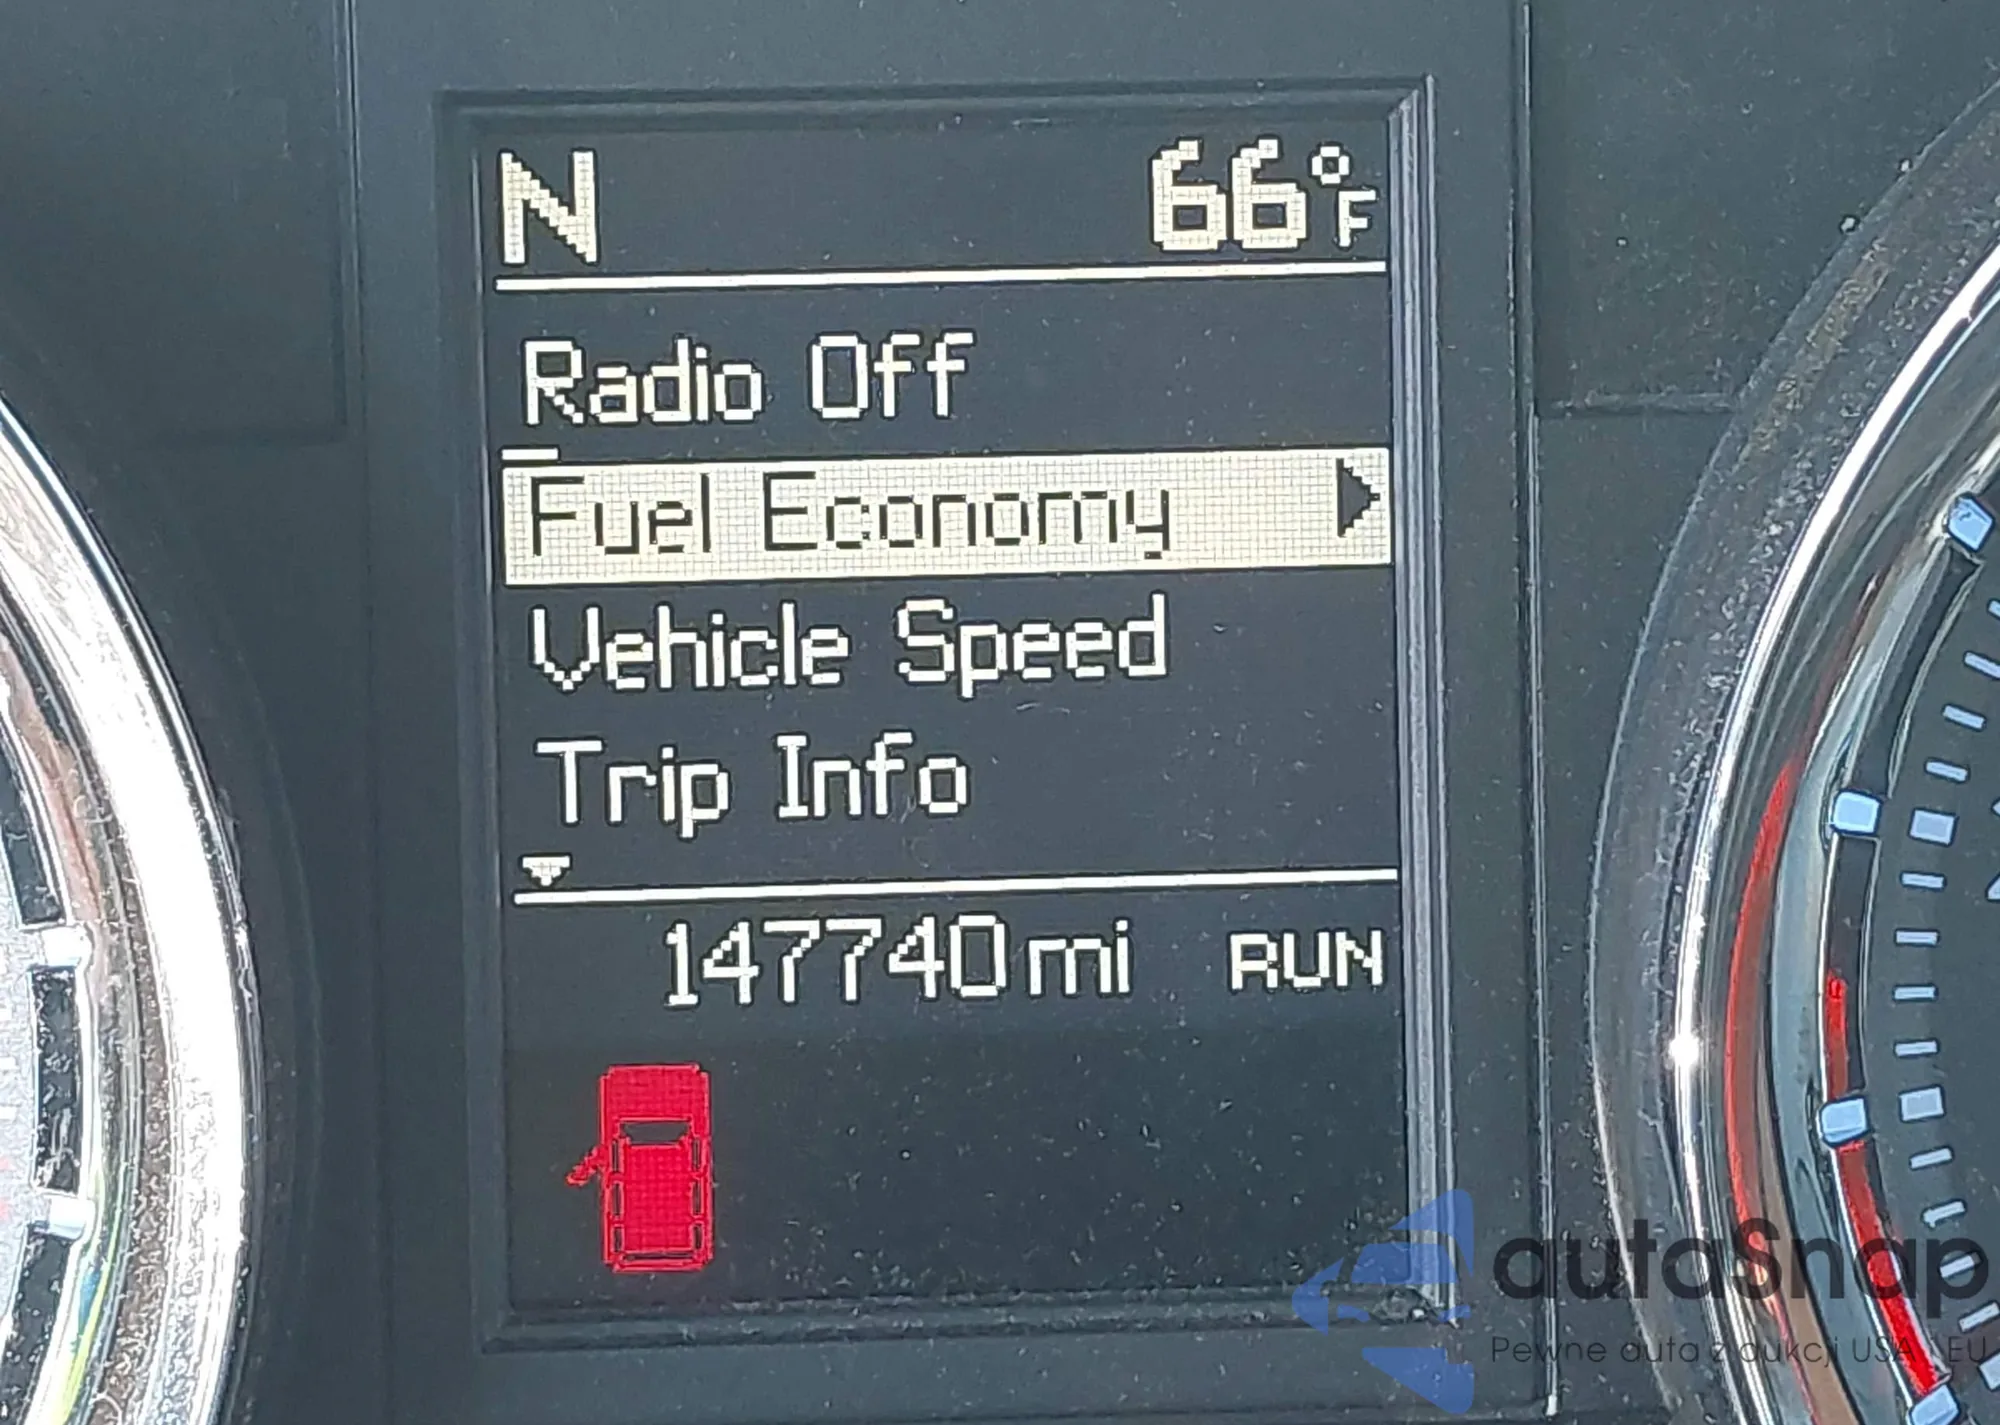 N 66°F
Radio Off
Fuel Economy
Vehicle Speed
Trip Info
147740mi RUN
autoSnap
Pewne auta z aukcji USA i EU